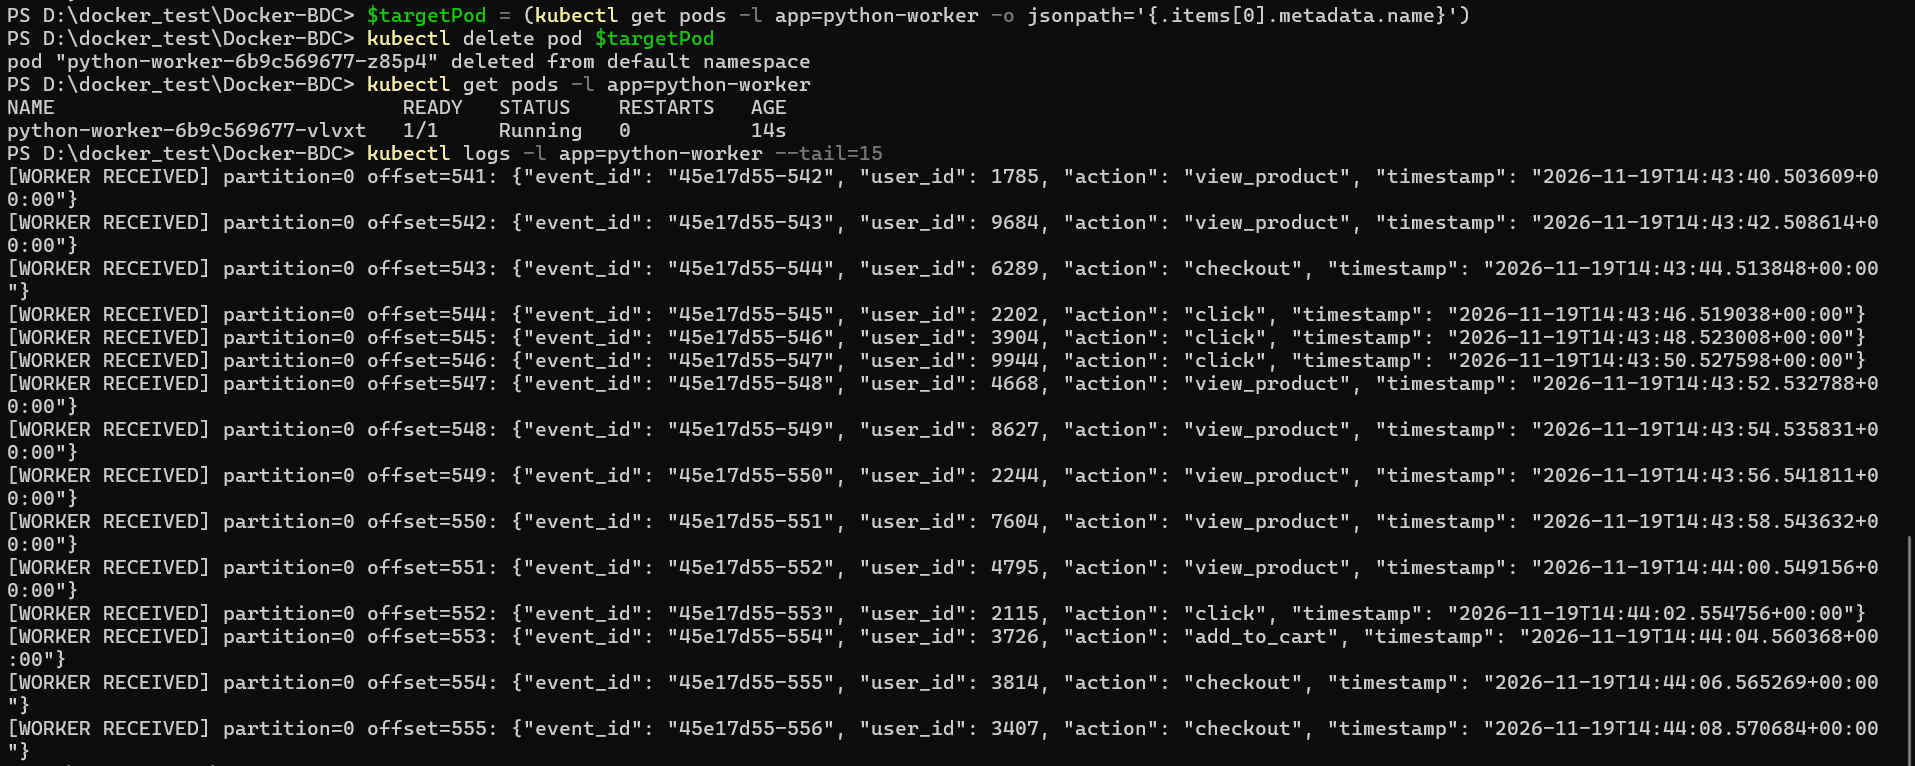 PS D:\docker_test\Docker-BDC> $targetPod = (kubectl get pods -l app=python-worker -o jsonpath='{.items[0].metadata.name}')
PS D:\docker_test\Docker-BDC> kubectl delete pod $targetPod
pod "python-worker-6b9c569677-z85p4" deleted from default namespace
PS D:\docker_test\Docker-BDC> kubectl get pods -l app=python-worker
NAME                             READY   STATUS    RESTARTS   AGE
python-worker-6b9c569677-vlvxt   1/1     Running   0          14s
PS D:\docker_test\Docker-BDC> kubectl logs -l app=python-worker --tail=15
[WORKER RECEIVED] partition=0 offset=541: {"event_id": "45e17d55-542", "user_id": 1785, "action": "view_product", "timestamp": "2026-11-19T14:43:40.503609+0
0:00"}
[WORKER RECEIVED] partition=0 offset=542: {"event_id": "45e17d55-543", "user_id": 9684, "action": "view_product", "timestamp": "2026-11-19T14:43:42.508614+0
0:00"}
[WORKER RECEIVED] partition=0 offset=543: {"event_id": "45e17d55-544", "user_id": 6289, "action": "checkout", "timestamp": "2026-11-19T14:43:44.513848+00:00
"}
[WORKER RECEIVED] partition=0 offset=544: {"event_id": "45e17d55-545", "user_id": 2202, "action": "click", "timestamp": "2026-11-19T14:43:46.519038+00:00"}
[WORKER RECEIVED] partition=0 offset=545: {"event_id": "45e17d55-546", "user_id": 3904, "action": "click", "timestamp": "2026-11-19T14:43:48.523008+00:00"}
[WORKER RECEIVED] partition=0 offset=546: {"event_id": "45e17d55-547", "user_id": 9944, "action": "click", "timestamp": "2026-11-19T14:43:50.527598+00:00"}
[WORKER RECEIVED] partition=0 offset=547: {"event_id": "45e17d55-548", "user_id": 4668, "action": "view_product", "timestamp": "2026-11-19T14:43:52.532788+0
0:00"}
[WORKER RECEIVED] partition=0 offset=548: {"event_id": "45e17d55-549", "user_id": 8627, "action": "view_product", "timestamp": "2026-11-19T14:43:54.535831+0
0:00"}
[WORKER RECEIVED] partition=0 offset=549: {"event_id": "45e17d55-550", "user_id": 2244, "action": "view_product", "timestamp": "2026-11-19T14:43:56.541811+0
0:00"}
[WORKER RECEIVED] partition=0 offset=550: {"event_id": "45e17d55-551", "user_id": 7604, "action": "view_product", "timestamp": "2026-11-19T14:43:58.543632+0
0:00"}
[WORKER RECEIVED] partition=0 offset=551: {"event_id": "45e17d55-552", "user_id": 4795, "action": "view_product", "timestamp": "2026-11-19T14:44:00.549156+0
0:00"}
[WORKER RECEIVED] partition=0 offset=552: {"event_id": "45e17d55-553", "user_id": 2115, "action": "click", "timestamp": "2026-11-19T14:44:02.554756+00:00"}
[WORKER RECEIVED] partition=0 offset=553: {"event_id": "45e17d55-554", "user_id": 3726, "action": "add_to_cart", "timestamp": "2026-11-19T14:44:04.560368+00
:00"}
[WORKER RECEIVED] partition=0 offset=554: {"event_id": "45e17d55-555", "user_id": 3814, "action": "checkout", "timestamp": "2026-11-19T14:44:06.565269+00:00
"}
[WORKER RECEIVED] partition=0 offset=555: {"event_id": "45e17d55-556", "user_id": 3407, "action": "checkout", "timestamp": "2026-11-19T14:44:08.570684+00:00
"}